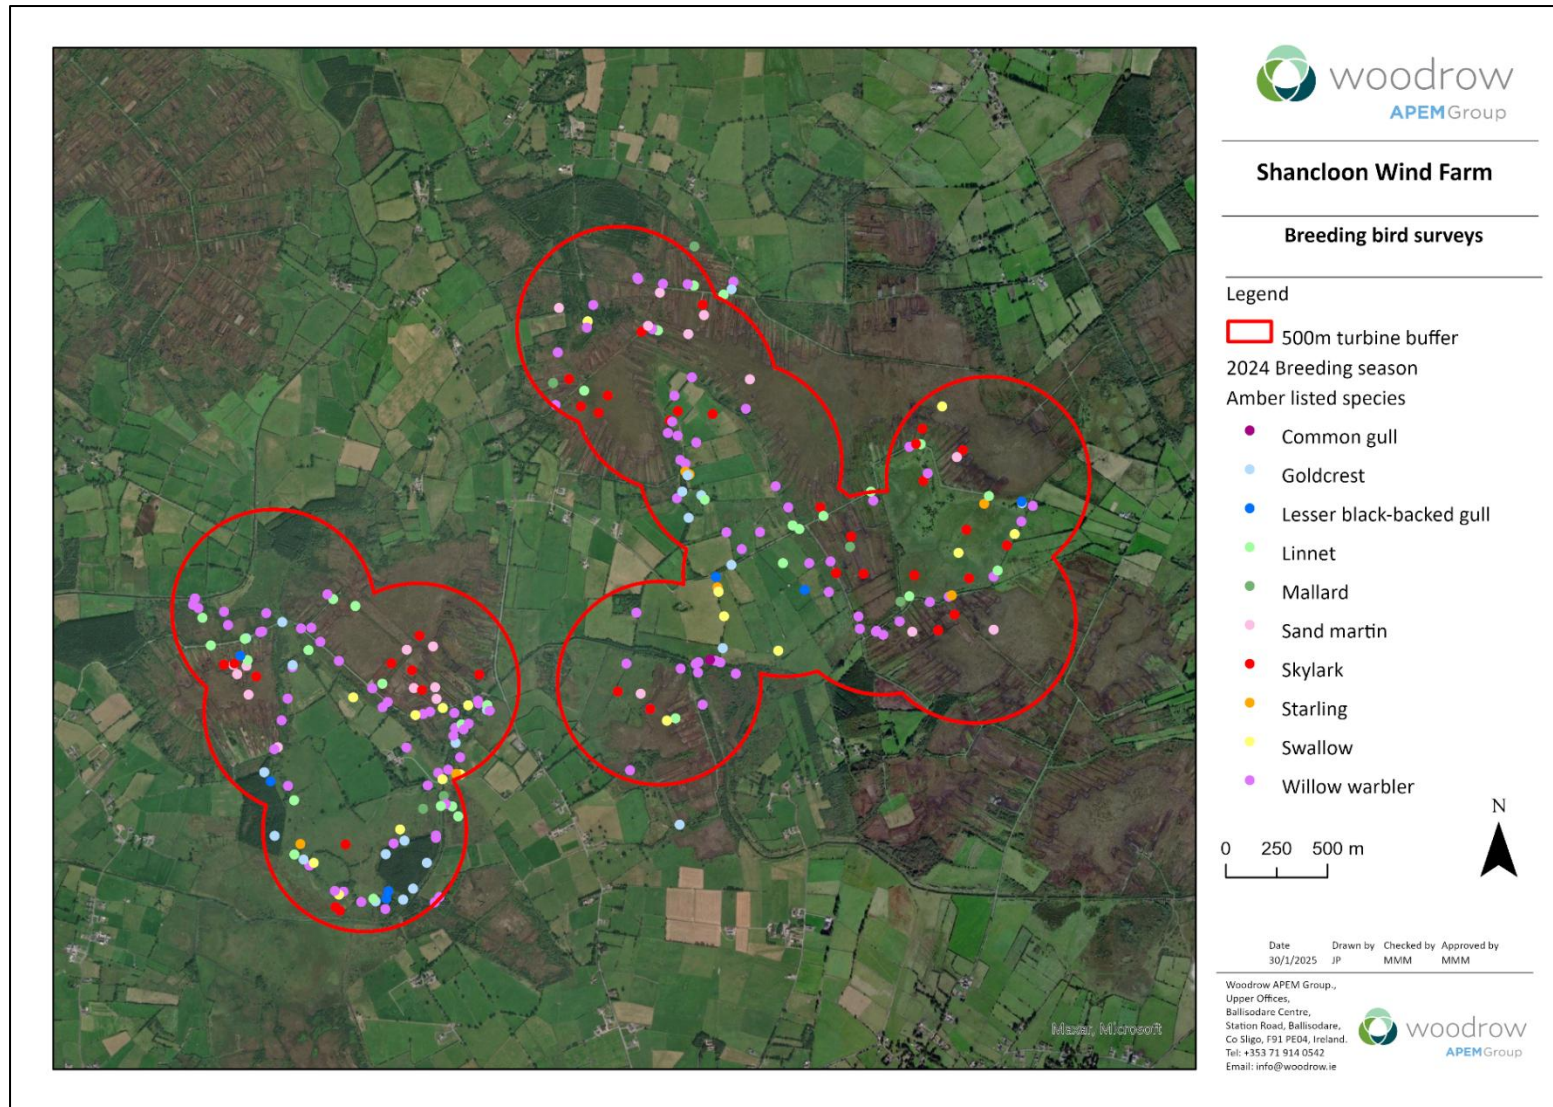 woodrow
APEMGroup
Shancloon Wind Farm
Breeding bird surveys
Legend
500m turbine buffer
2024 Breeding season
Amber listed species
Common gull
Goldcrest
Lesser black-backed gull
Linnet
Mallard
Sand martin
Skylark
Starling
Swallow
Willow warbler
N
0 250 500 m
Date Drawn by Checked by Approved by
30/1/2025 JP MMM MMM
Woodrow APEM Group.,
Upper Offices,
Ballisodare Centre,
Station Road, Ballisodare,
Co Sligo, F91 PE04, Ireland.
Tel: +353 71 914 0542
Email: info@woodrow.ie
woodrow
APEMGroup
Maxar, Microsoft